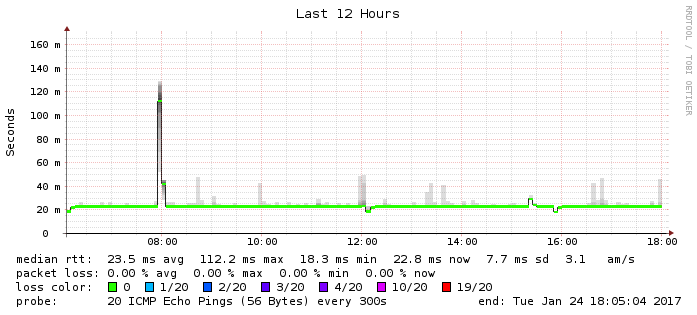 Last 12 Hours
RRDTOOL / TOBI OETIKER
Seconds
160 m
140 m
120 m
100 m
80 m
60 m
40 m
20 m
0
08:00 10:00 12:00 14:00 16:00 18:00
median rtt: 23.5 ms avg 112.2 ms max 18.3 ms min 22.8 ms now 7.7 ms sd 3.1 am/s
packet loss: 0.00 % avg 0.00 % max 0.00 % min 0.00 % now
loss color: 0 1/20 2/20 3/20 4/20 10/20 19/20
probe: 20 ICMP Echo Pings (56 Bytes) every 300s end: Tue Jan 24 18:05:04 2017